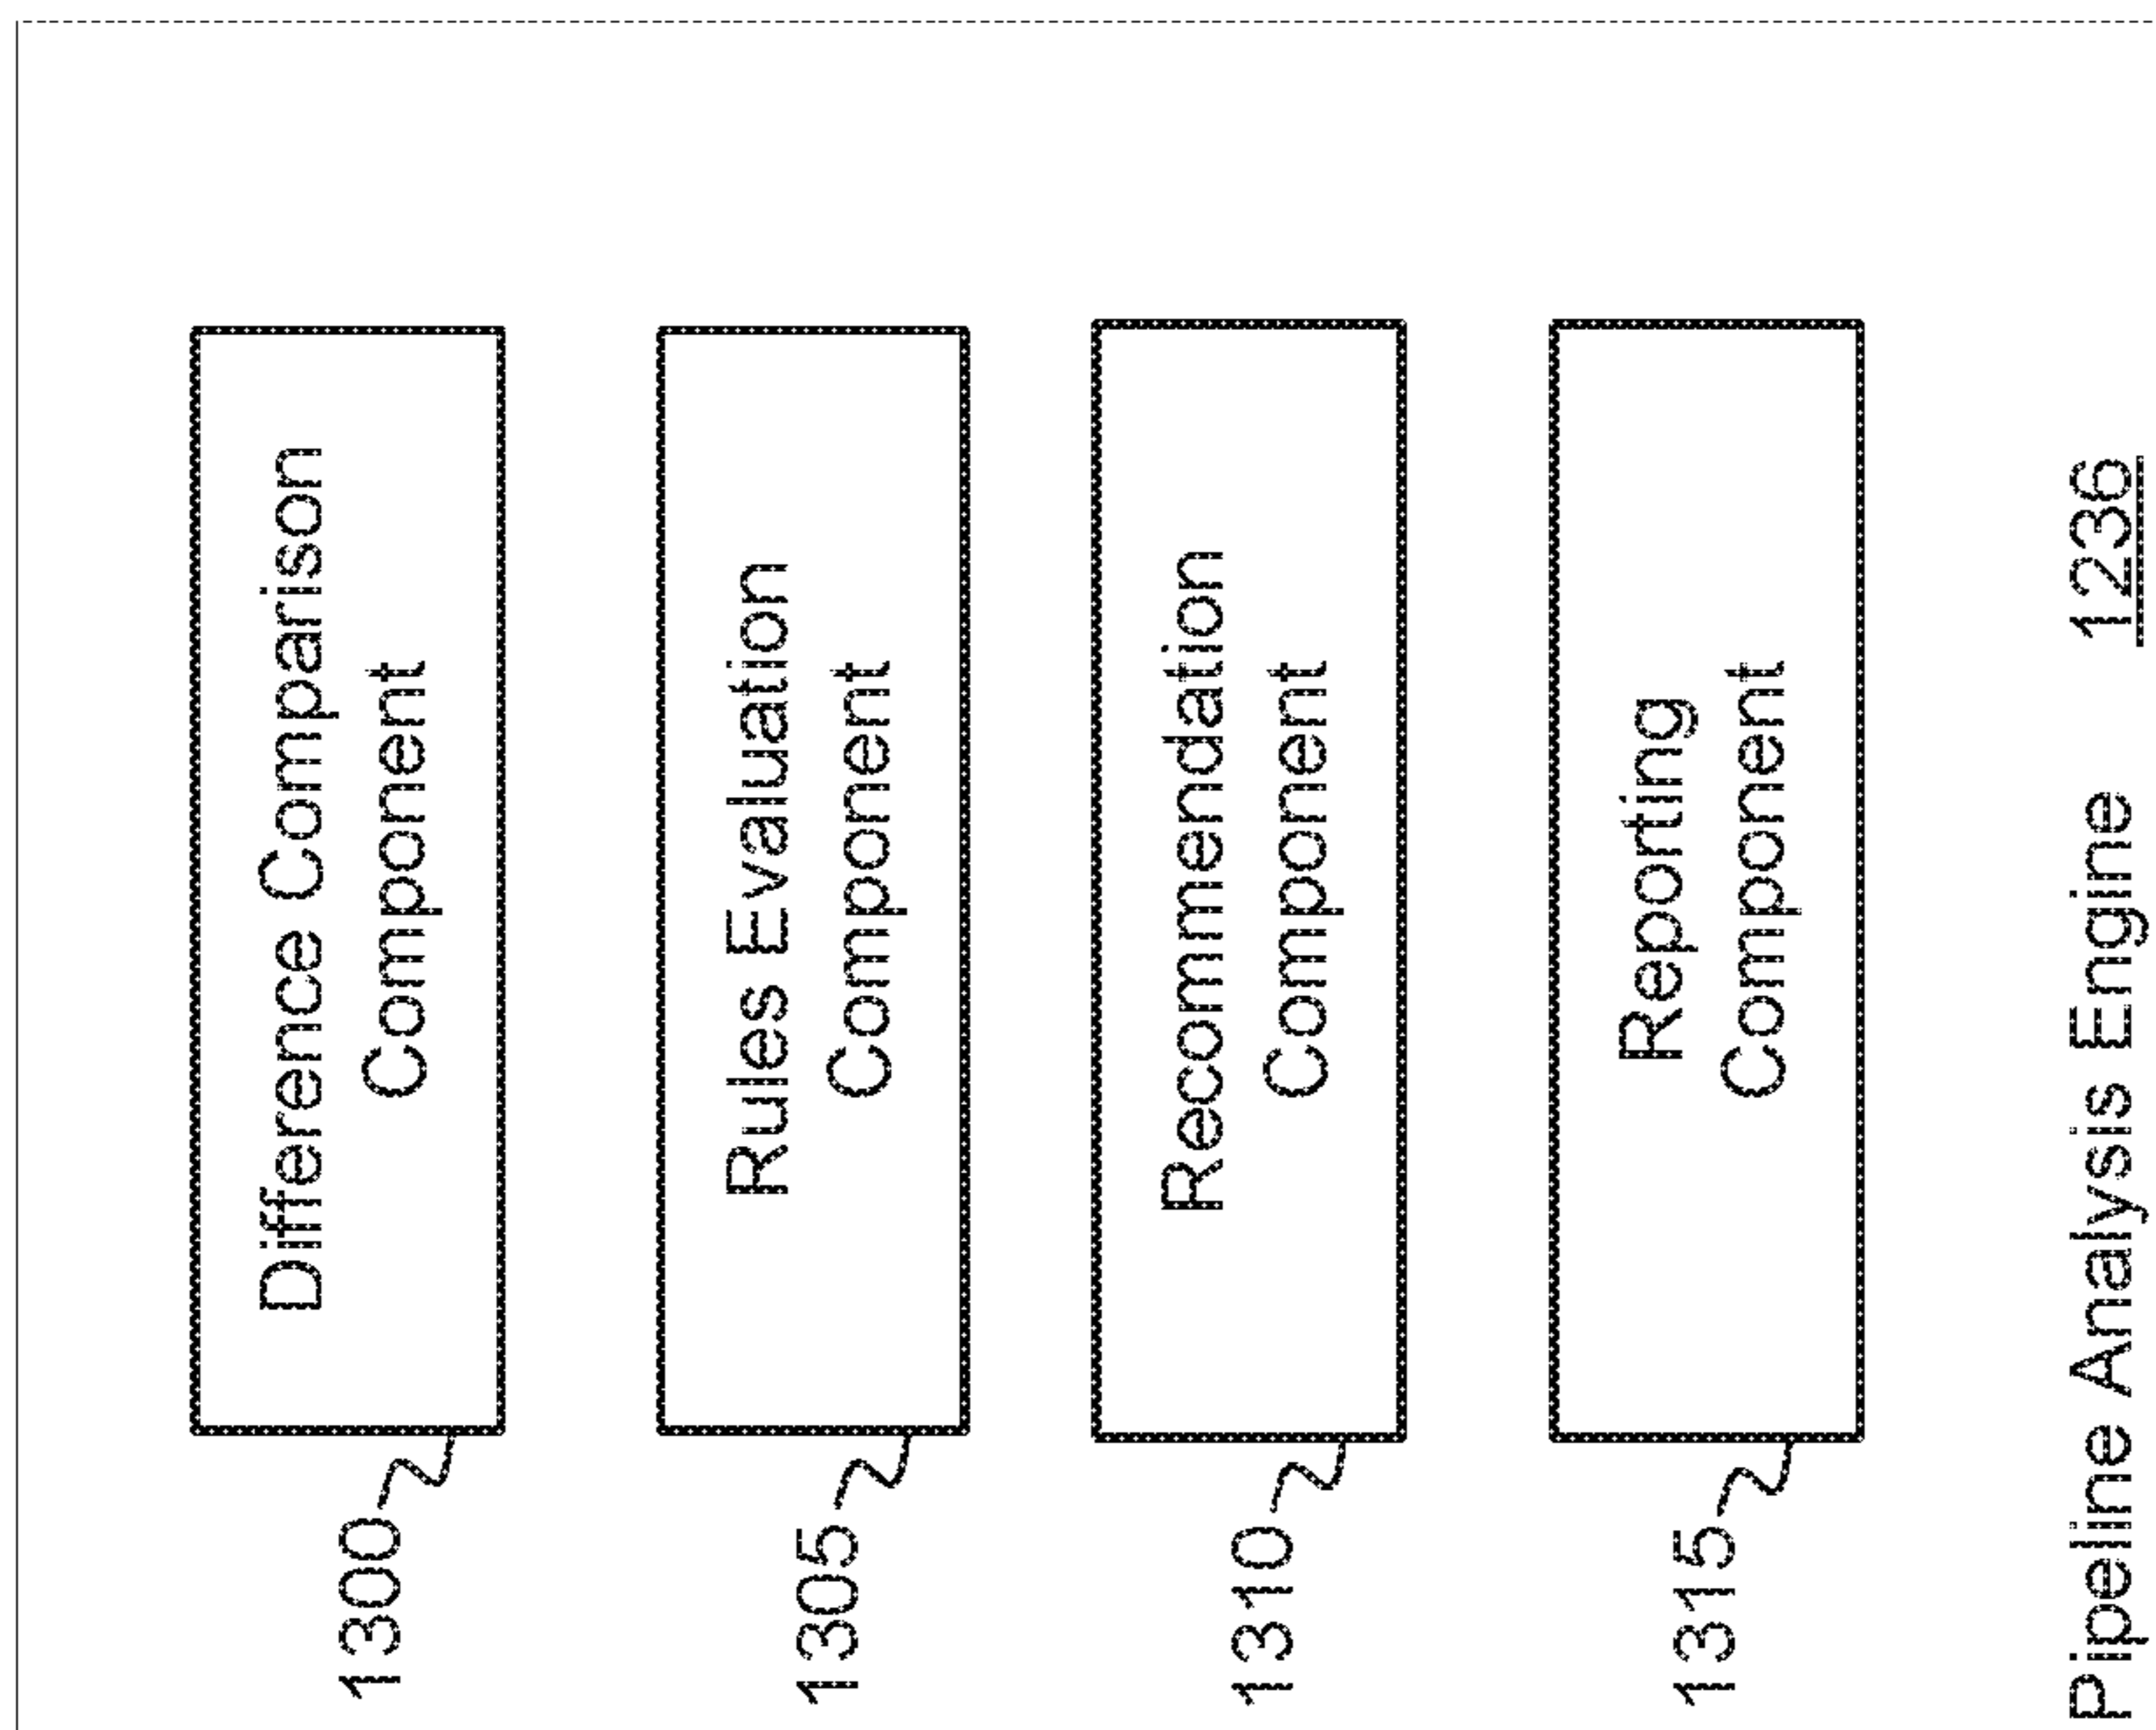 1300
Difference Comparison
Component
1305
Rules Evaluation
Component
1310
Recommendation
Component
1315
Reporting
Component
Pipeline Analysis Engine 1236